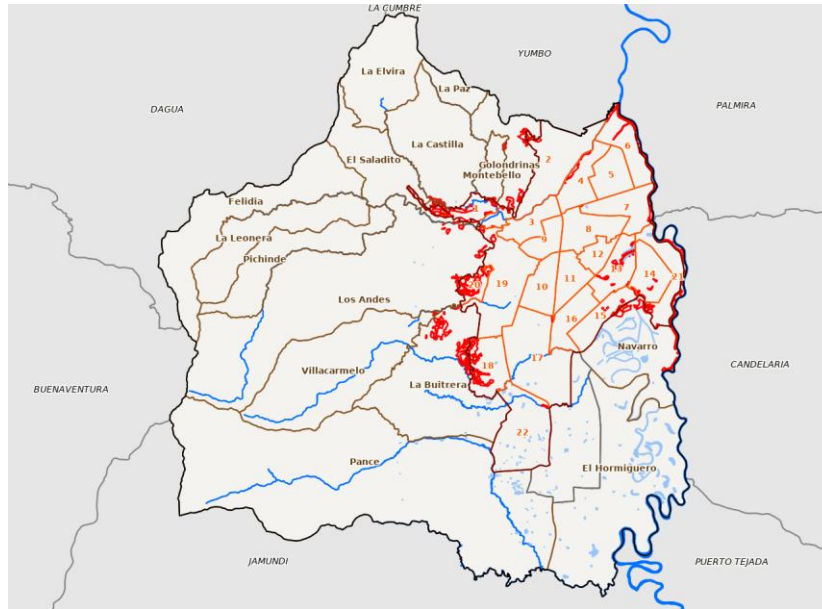 LA CUMBRE
YUMBO
La Elvira
La Paz
DAGUA
PALMIRA
La Castilla
6
El Saladito
Golondrinas
2
Montebello
5
4
Felidia
1
7
3
8
La Leonera
9
Pichinde
12
13
14
21
20
19
10
11
Los Andes
15
16
Navarro
17
18
Villacarmelo
CANDELARIA
La Buitrera
BUENAVENTURA
22
Pance
El Hormiguero
JAMUNDI
PUERTO TEJADA